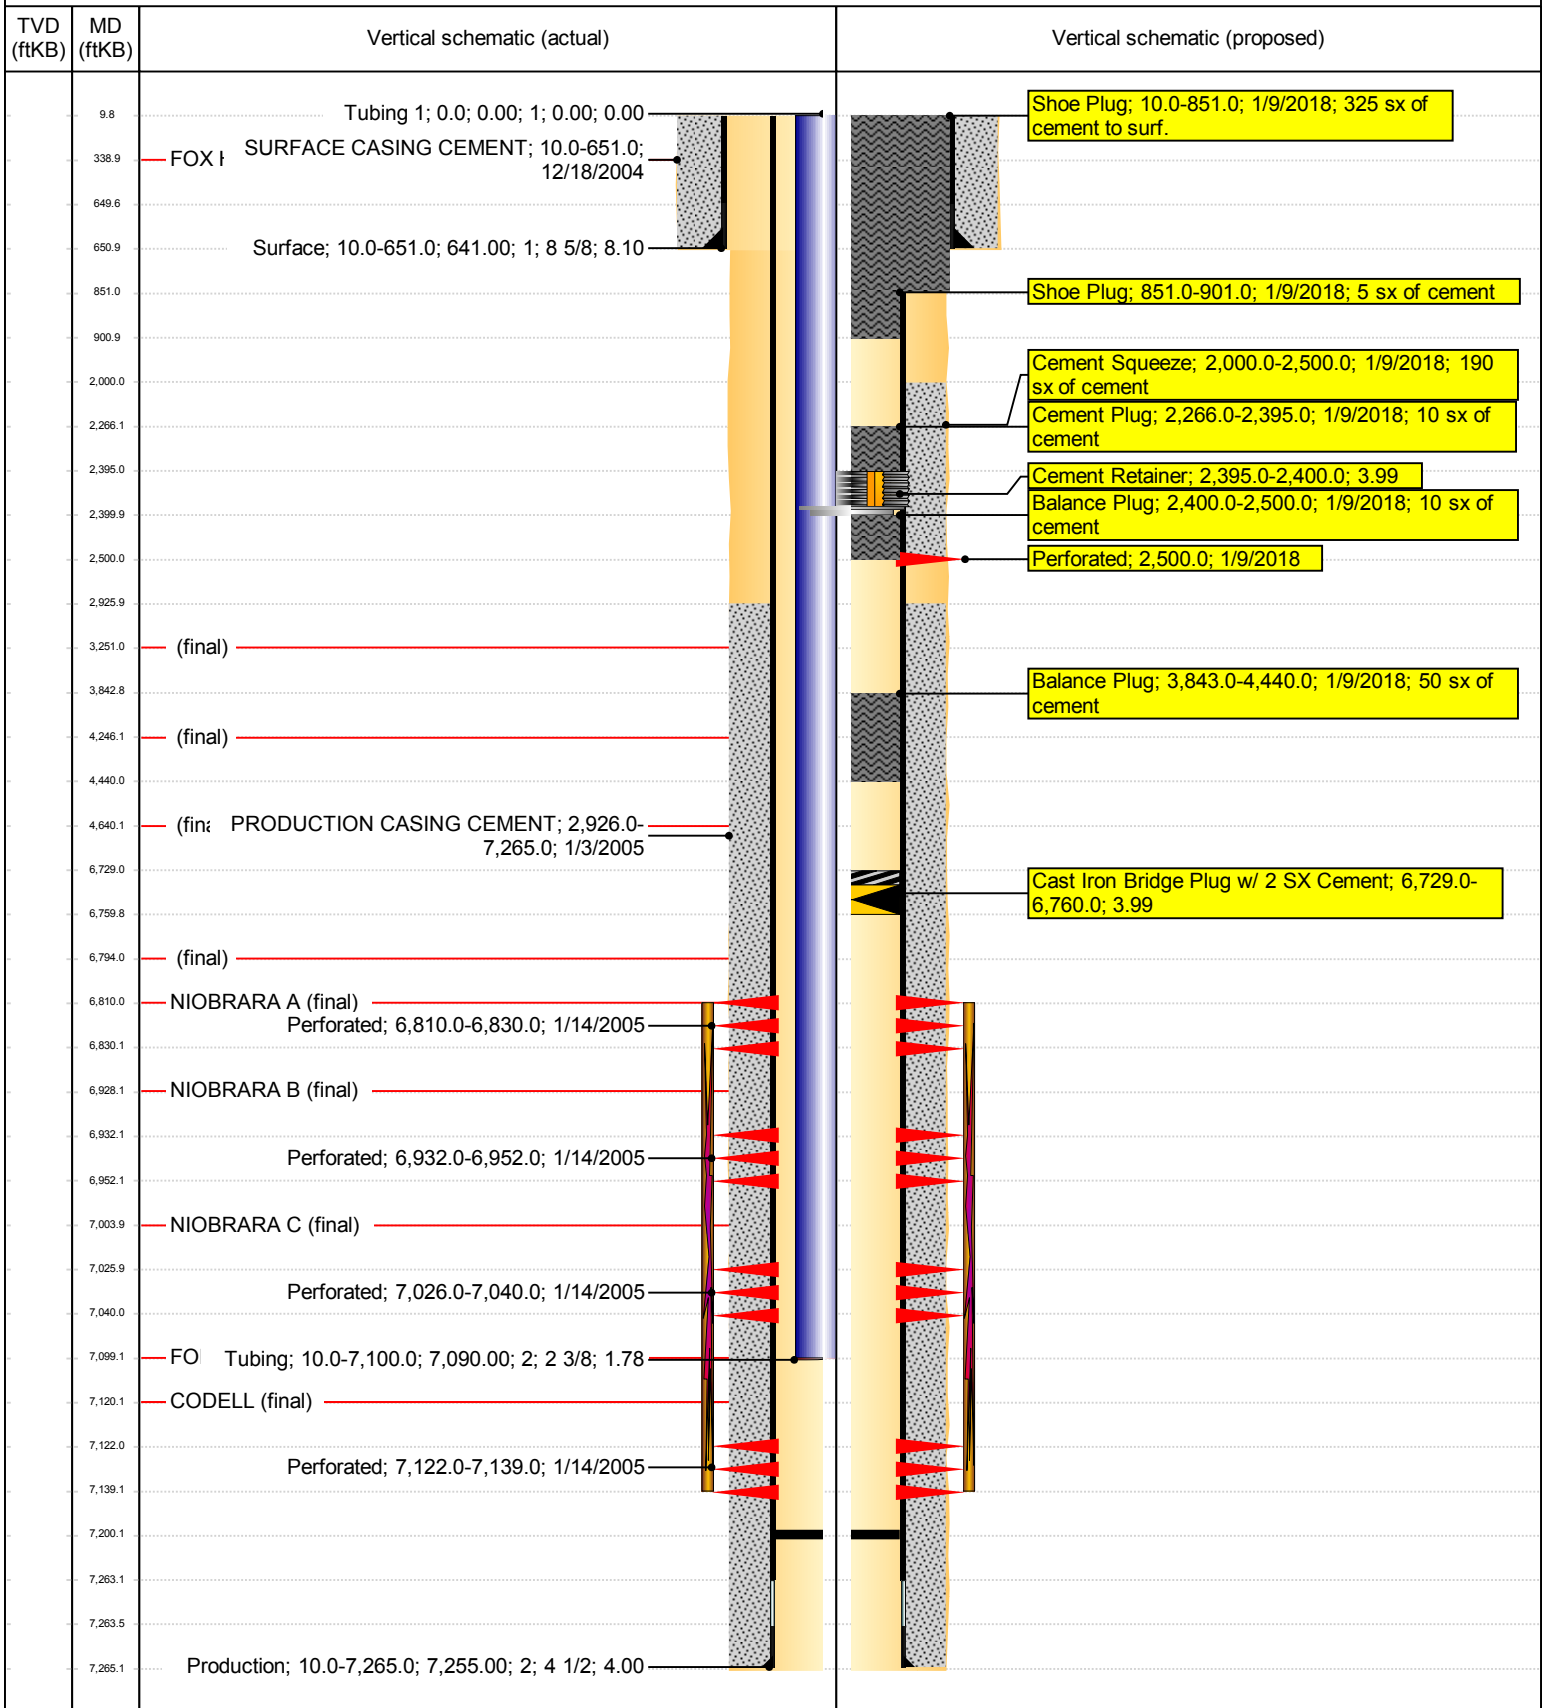 TVD (ftKB)
MD (ftKB)
Vertical schematic (actual)
Vertical schematic (proposed)
9.8
Tubing 1; 0.0; 0.00; 1; 0.00; 0.00
Shoe Plug; 10.0-851.0; 1/9/2018; 325 sx of
cement to surf.
338.9
FOX
SURFACE CASING CEMENT; 10.0-651.0;
12/18/2004
649.6
650.9
Surface; 10.0-651.0; 641.00; 1; 8 5/8; 8.10
851.0
Shoe Plug; 851.0-901.0; 1/9/2018; 5 sx of cement
900.9
2,000.0
Cement Squeeze; 2,000.0-2,500.0; 1/9/2018; 190
sx of cement
2,266.1
Cement Plug; 2,266.0-2,395.0; 1/9/2018; 10 sx of
cement
2,395.0
Cement Retainer; 2,395.0-2,400.0; 3.99
2,399.9
Balance Plug; 2,400.0-2,500.0; 1/9/2018; 10 sx of
cement
2,500.0
Perforated; 2,500.0; 1/9/2018
2,925.9
3,251.0
(final)
3,842.8
Balance Plug; 3,843.0-4,440.0; 1/9/2018; 50 sx of
cement
4,246.1
(final)
4,440.0
4,640.1
PRODUCTION CASING CEMENT; 2,926.0-
7,265.0; 1/3/2005
6,729.0
Cast Iron Bridge Plug w/ 2 SX Cement; 6,729.0-
6,760.0; 3.99
6,759.8
6,794.0
(final)
6,810.0
NIOBRARA A (final)
Perforated; 6,810.0-6,830.0; 1/14/2005
6,830.1
6,928.1
NIOBRARA B (final)
6,932.1
Perforated; 6,932.0-6,952.0; 1/14/2005
6,952.1
7,003.9
NIOBRARA C (final)
7,025.9
Perforated; 7,026.0-7,040.0; 1/14/2005
7,040.0
7,099.1
FO
Tubing; 10.0-7,100.0; 7,090.00; 2; 2 3/8; 1.78
7,120.1
CODELL (final)
7,122.0
Perforated; 7,122.0-7,139.0; 1/14/2005
7,139.1
7,200.1
7,263.1
7,263.5
7,265.1
Production; 10.0-7,265.0; 7,255.00; 2; 4 1/2; 4.00